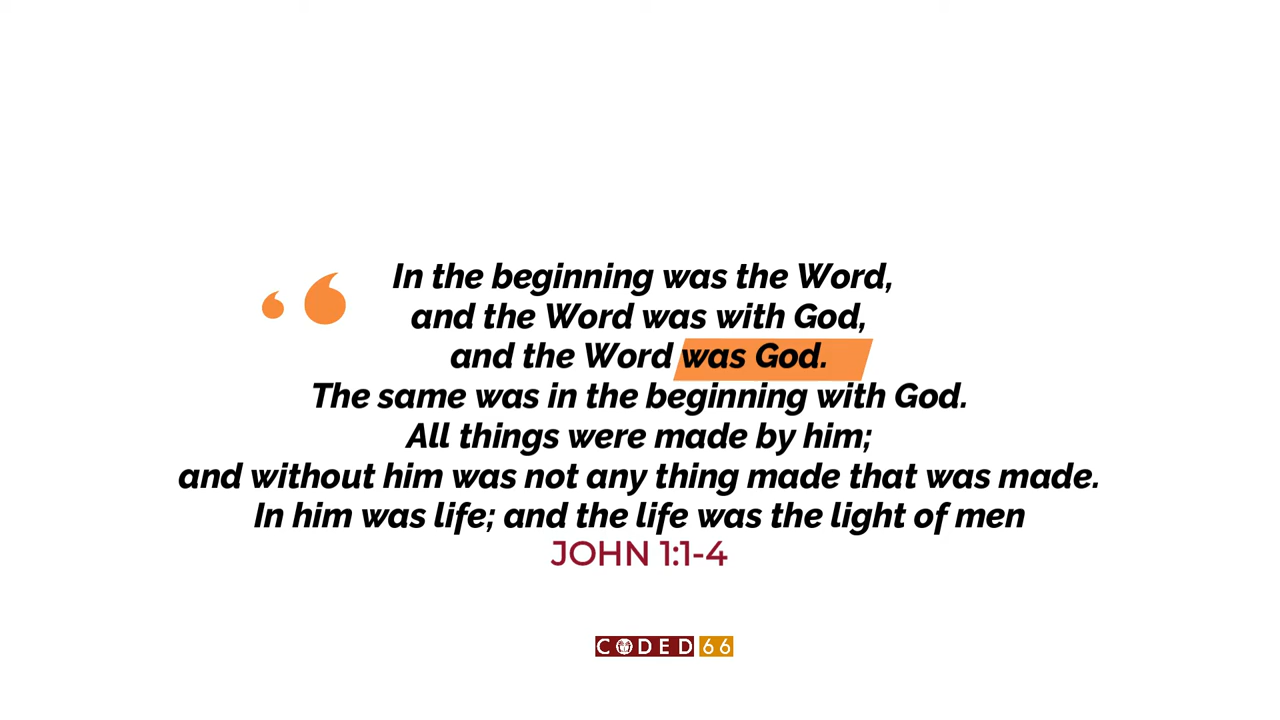 In the beginning was the Word,
and the Word was with God,
and the Word was God.
The same was in the beginning with God.
All things were made by him;
and without him was not any thing made that was made.
In him was life; and the life was the light of men
JOHN 1:1-4
CODED 66